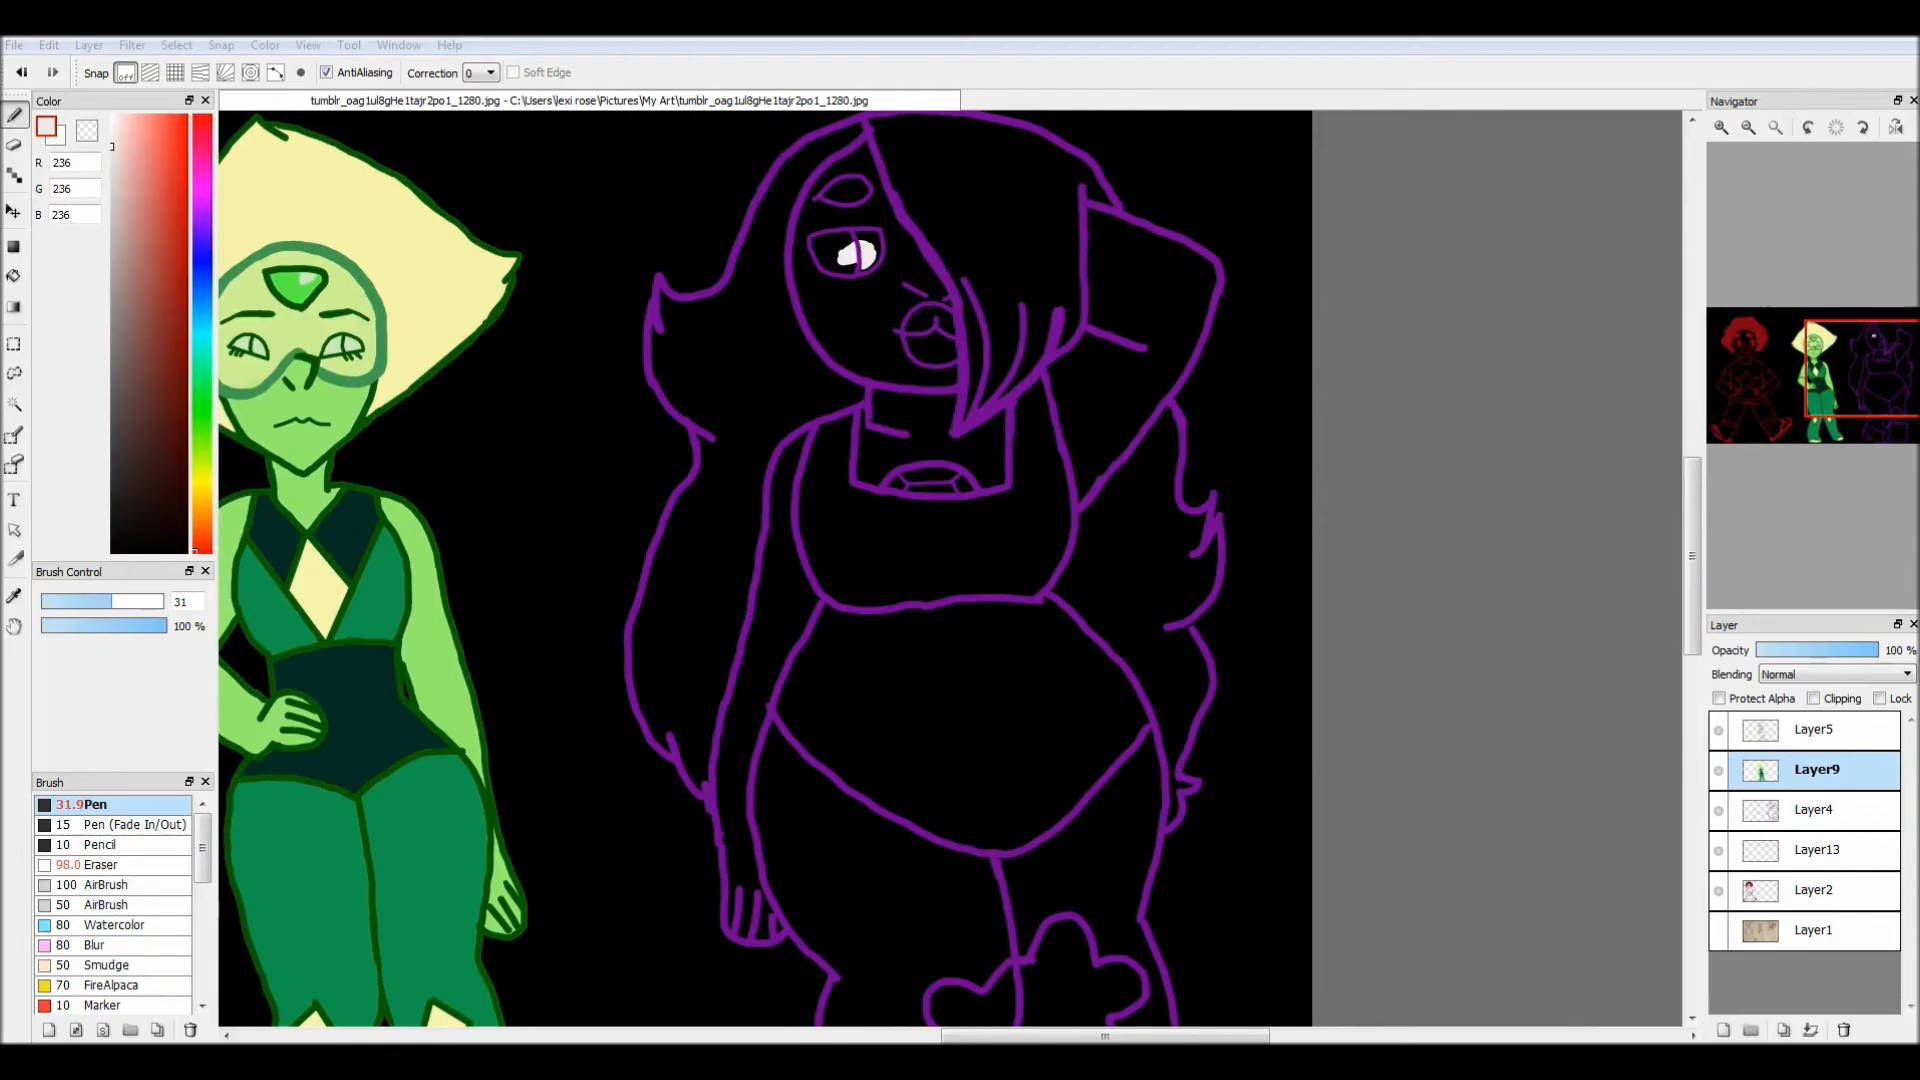 File Edit Layer Filter Select Snap Color View Tool Window Help
Snap off AntiAliasing Correction 0 Soft Edge
Color
tumblr_oag1ul8gHe1tajr2po1_1280.jpg - C:\Users\lexi rose\Pictures\My Art\tumblr_oag1ul8gHe1tajr2po1_1280.jpg
Navigator
R 236
G 236
B 236
Brush Control
31
100 %
Brush
31.9 Pen
15 Pen (Fade In/Out)
10 Pencil
98.0 Eraser
100 AirBrush
50 AirBrush
80 Watercolor
80 Blur
50 Smudge
70 FireAlpaca
10 Marker
T
Layer
Opacity 100 %
Blending Normal
Protect Alpha Clipping Lock
Layer5
Layer9
Layer4
Layer13
Layer2
Layer1